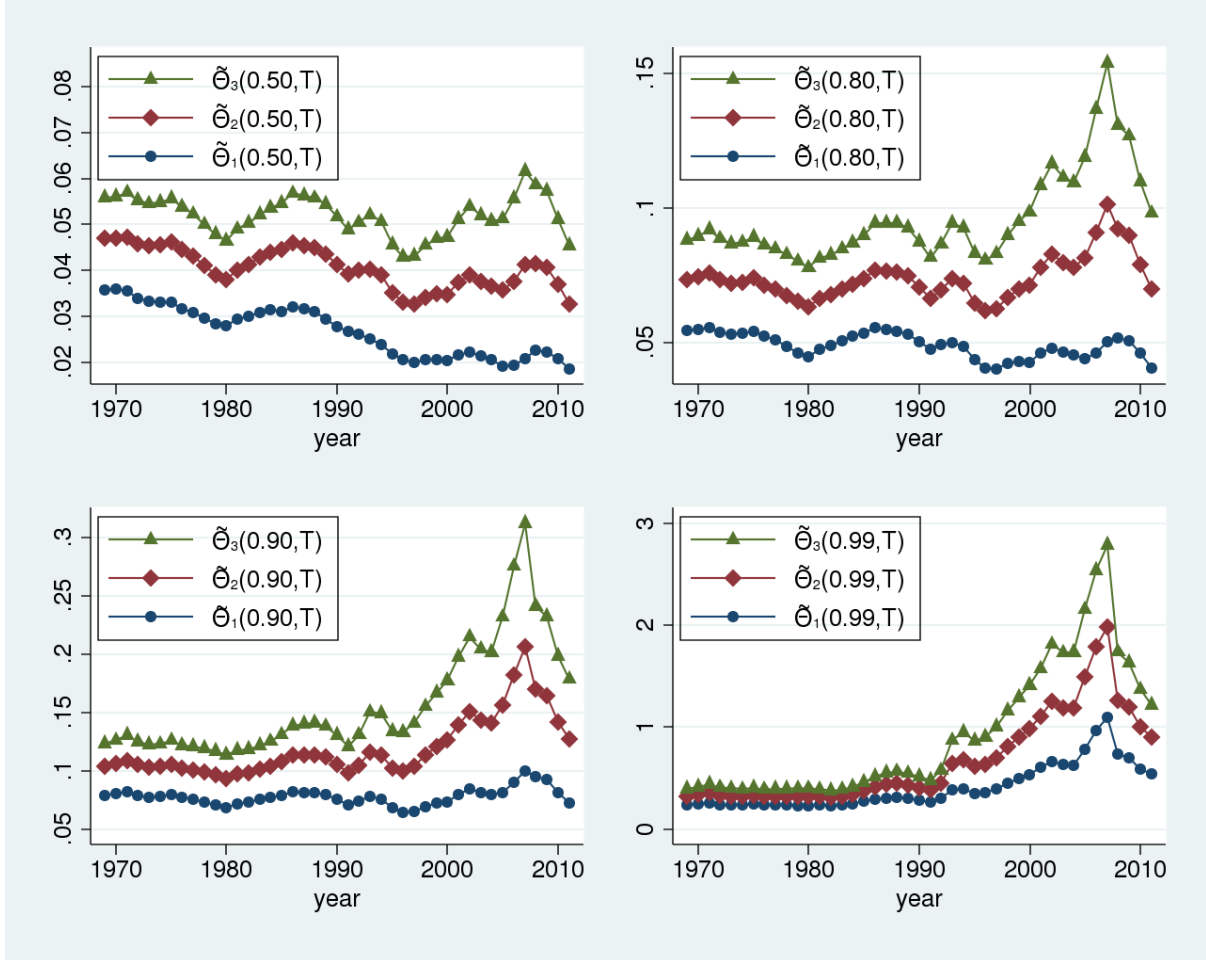 Θ̃₃(0.50,T)
Θ̃₂(0.50,T)
Θ̃₁(0.50,T)
.08
.07
.06
.05
.04
.03
.02
1970 1980 1990 2000 2010
year
Θ̃₃(0.80,T)
Θ̃₂(0.80,T)
Θ̃₁(0.80,T)
.15
.1
.05
1970 1980 1990 2000 2010
year
Θ̃₃(0.90,T)
Θ̃₂(0.90,T)
Θ̃₁(0.90,T)
.3
.25
.2
.15
.1
.05
1970 1980 1990 2000 2010
year
Θ̃₃(0.99,T)
Θ̃₂(0.99,T)
Θ̃₁(0.99,T)
3
2
1
0
1970 1980 1990 2000 2010
year